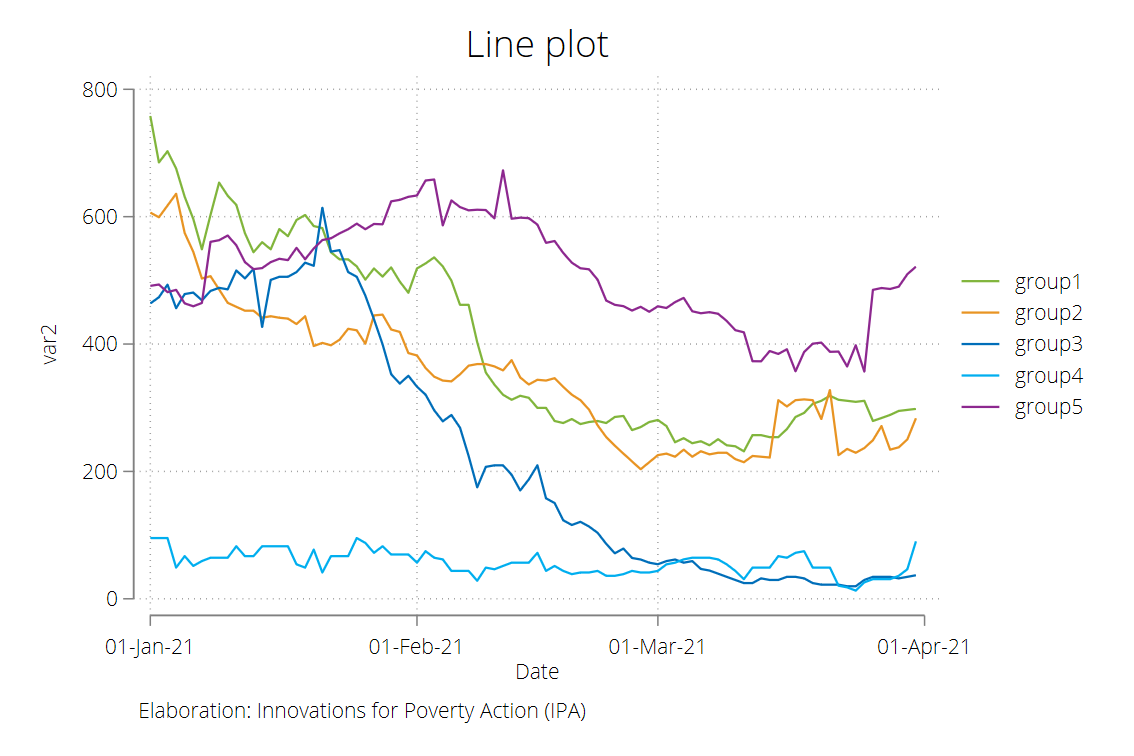 Line plot
800
600
400
200
0
var2
01-Jan-21 01-Feb-21 01-Mar-21 01-Apr-21
Date
group1
group2
group3
group4
group5
Elaboration: Innovations for Poverty Action (IPA)